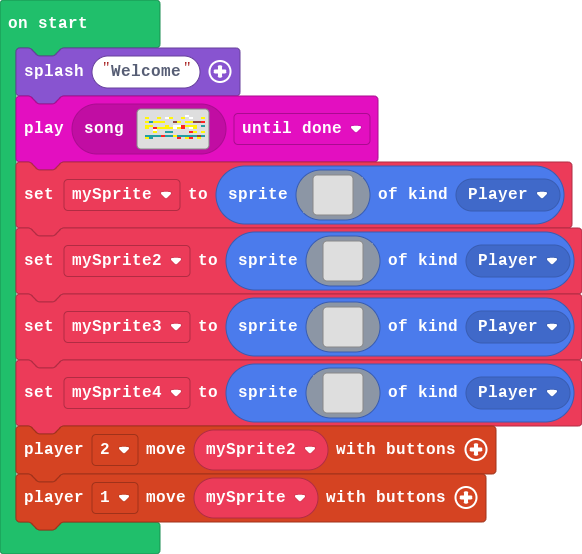 on start
splash "Welcome"
play song until done
set mySprite to sprite of kind Player
set mySprite2 to sprite of kind Player
set mySprite3 to sprite of kind Player
set mySprite4 to sprite of kind Player
player 2 move mySprite2 with buttons
player 1 move mySprite with buttons